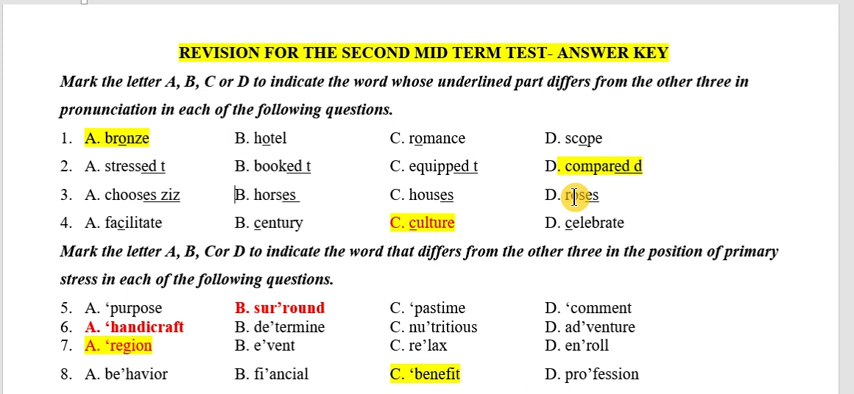 REVISION FOR THE SECOND MID TERM TEST- ANSWER KEY
Mark the letter A, B, C or D to indicate the word whose underlined part differs from the other three in
pronunciation in each of the following questions.
1. A. bronze B. hotel C. romance D. scope
2. A. stressed t B. booked t C. equipped t D. compared d
3. A. chooses ziz B. horses C. houses D. roses
4. A. facilitate B. century C. culture D. celebrate
Mark the letter A, B, Cor D to indicate the word that differs from the other three in the position of primary
stress in each of the following questions.
5. A. ‘purpose B. sur’round C. ‘pastime D. ‘comment
6. A. ‘handicraft B. de’termine C. nu’tritious D. ad’venture
7. A. ‘region B. e’vent C. re’lax D. en’roll
8. A. be’havior B. fi’ancial C. ‘benefit D. pro’fession